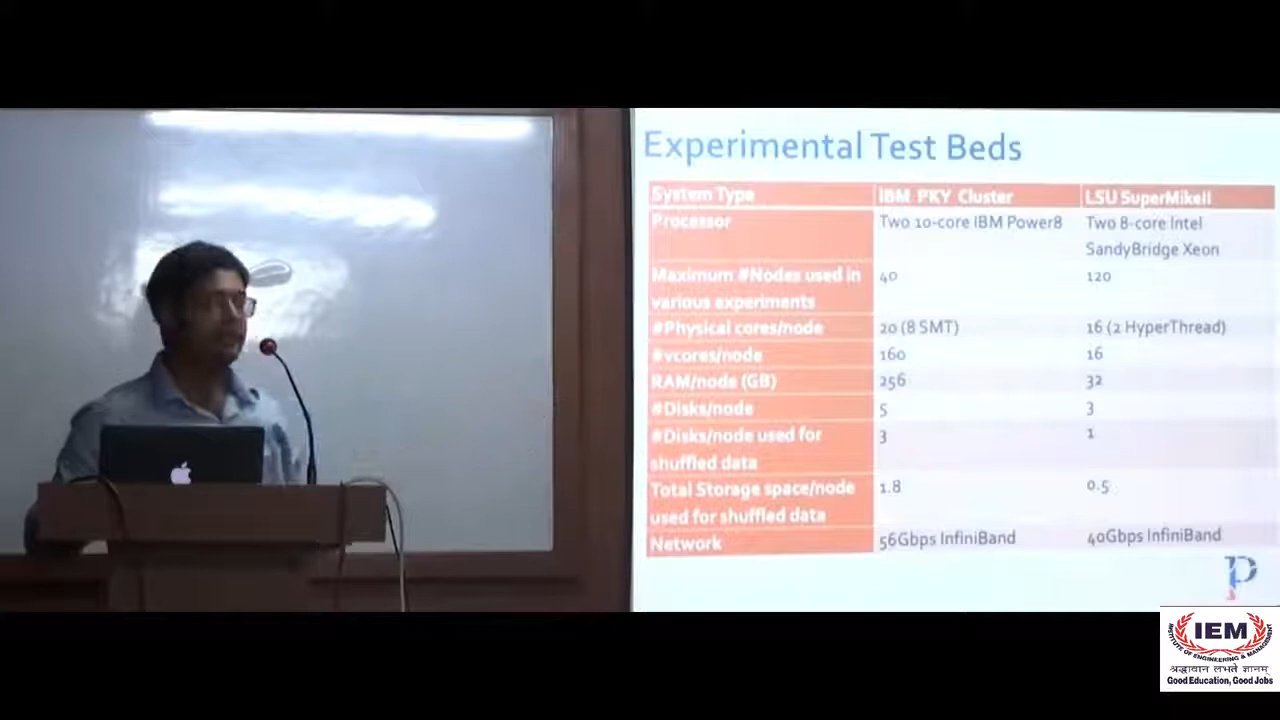 Experimental Test Beds
System Type IBM PKY Cluster LSU SuperMikeII
Processor Two 10-core IBM Power8 Two 8-core Intel
SandyBridge Xeon
Maximum #Nodes used in 40 120
various experiments
#Physical cores/node 20 (8 SMT) 16 (2 HyperThread)
#vcores/node 160 16
RAM/node (GB) 256 32
#Disks/node 5 3
#Disks/node used for 3 1
shuffled data
Total Storage space/node 1.8 0.5
used for shuffled data
Network 56Gbps InfiniBand 40Gbps InfiniBand
P
IEM
INSTITUTE OF ENGINEERING & MANAGEMENT
श्रद्धावान लभते ज्ञानम्
Good Education, Good Jobs